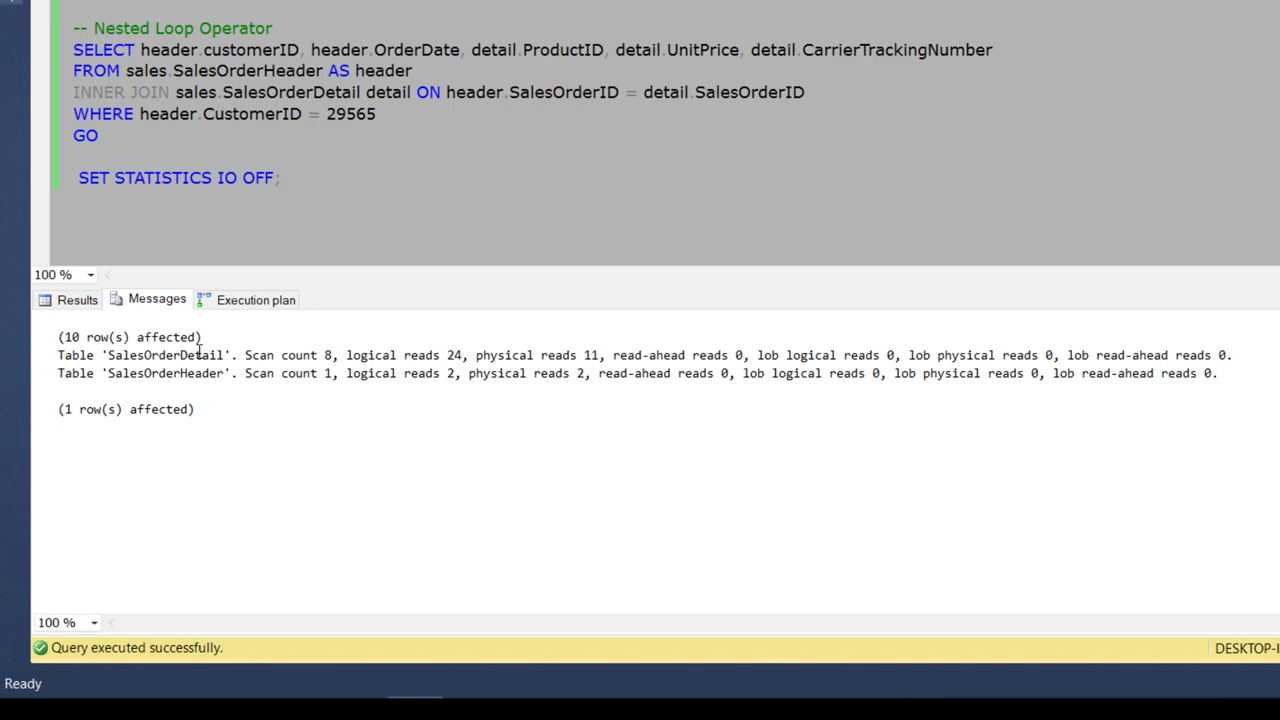 -- Nested Loop Operator
SELECT header.customerID, header.OrderDate, detail.ProductID, detail.UnitPrice, detail.CarrierTrackingNumber
FROM sales.SalesOrderHeader AS header
INNER JOIN sales.SalesOrderDetail detail ON header.SalesOrderID = detail.SalesOrderID
WHERE header.CustomerID = 29565
GO
SET STATISTICS IO OFF;
100 %
Results Messages Execution plan
(10 row(s) affected)
Table 'SalesOrderDetail'. Scan count 8, logical reads 24, physical reads 11, read-ahead reads 0, lob logical reads 0, lob physical reads 0, lob read-ahead reads 0.
Table 'SalesOrderHeader'. Scan count 1, logical reads 2, physical reads 2, read-ahead reads 0, lob logical reads 0, lob physical reads 0, lob read-ahead reads 0.
(1 row(s) affected)
100 %
Query executed successfully. DESKTOP-I
Ready